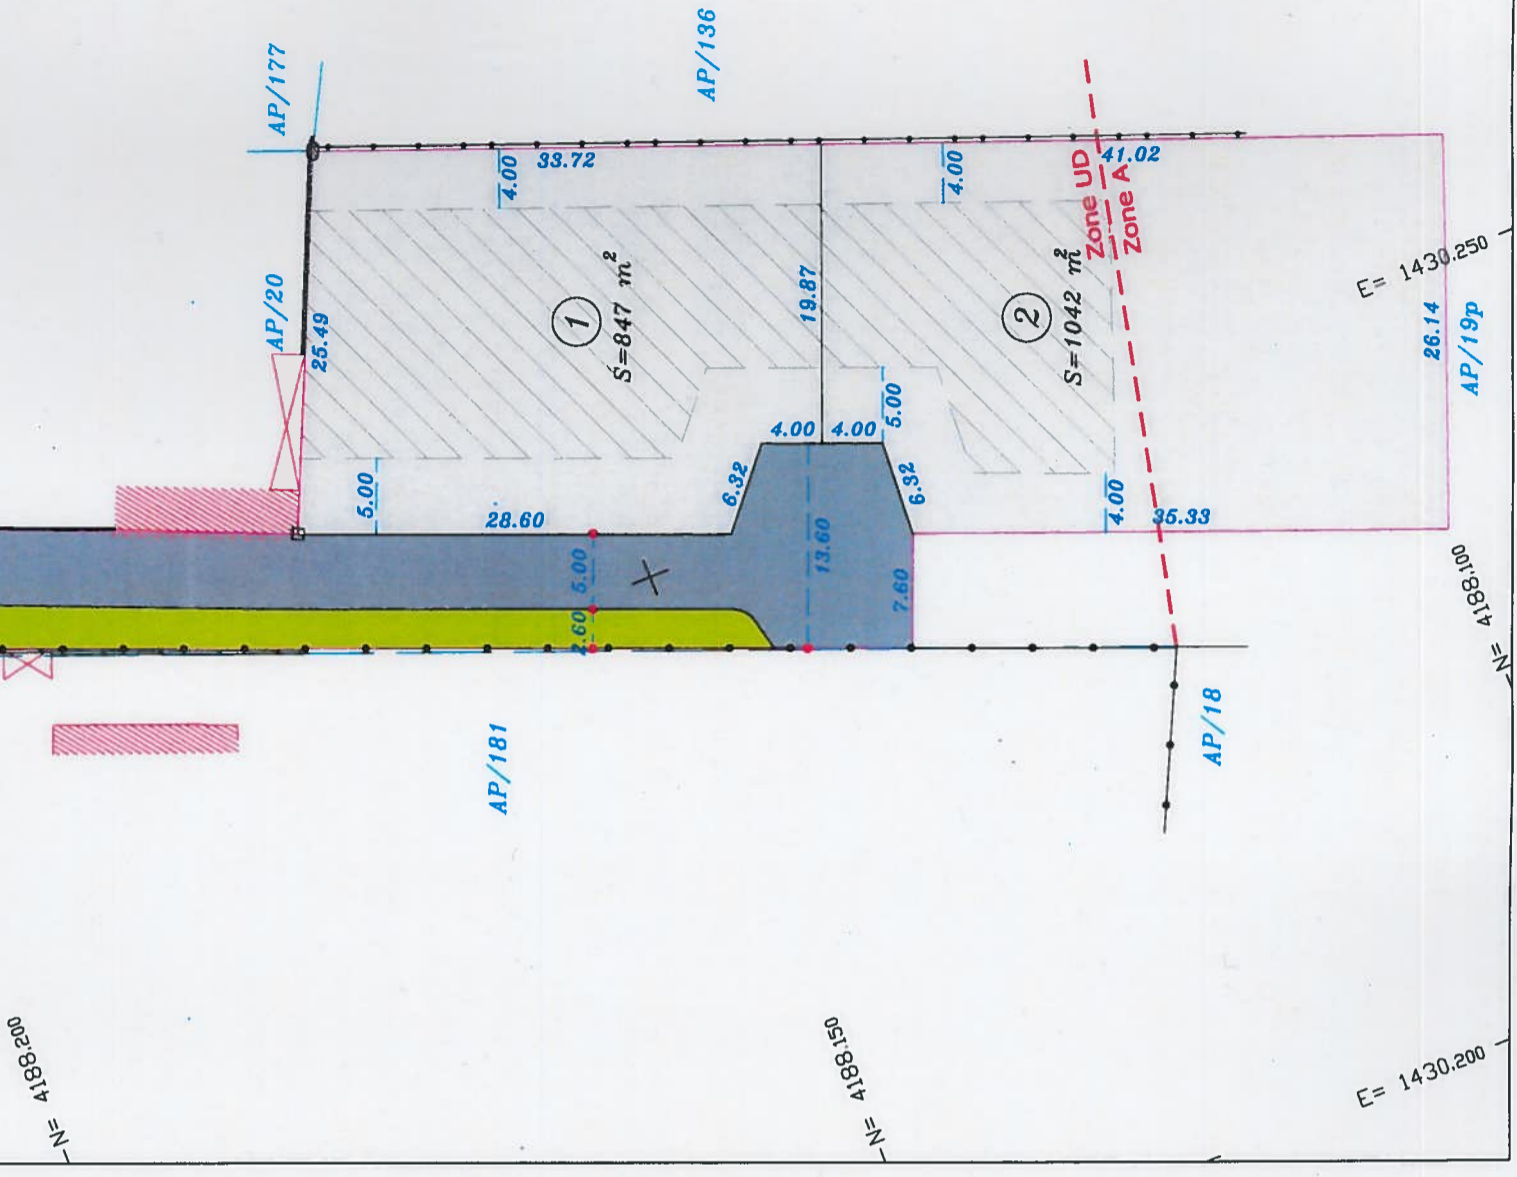 AP/177
AP/136
4.00
33.72
4.00
41.02
Zone UD
Zone A
E= 1430.250
AP/20
25.49
1
S=847 m²
19.87
2
S=1042 m²
26.14
AP/19p
5.00
28.60
6.32
4.00
4.00
5.00
6.32
4.00
35.33
5.00
2.60
13.60
7.60
N= 4188.100
AP/181
AP/18
N= 4188.200
N= 4188.150
E= 1430.200